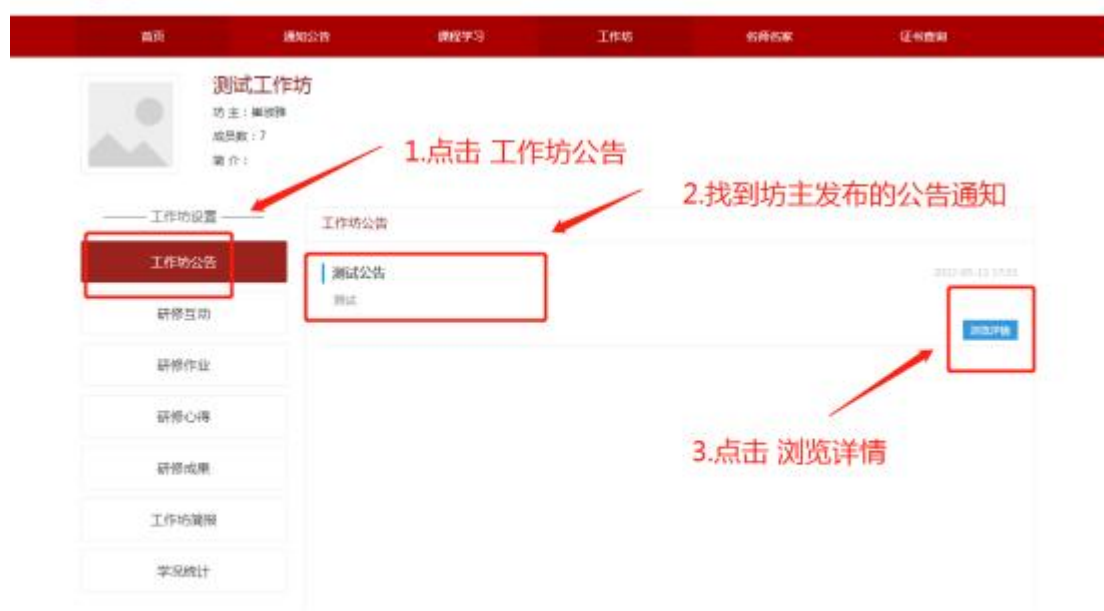 首页 通知公告 课程学习 工作坊 名师名家 证书查询
测试工作坊
坊 主：
成员数：7
简 介：
1.点击 工作坊公告
2.找到坊主发布的公告通知
工作坊设置
工作坊公告
工作坊公告
测试公告
测试
研修互动
浏览详情
研修作业
研修心得
3.点击 浏览详情
研修成果
工作坊简报
学况统计